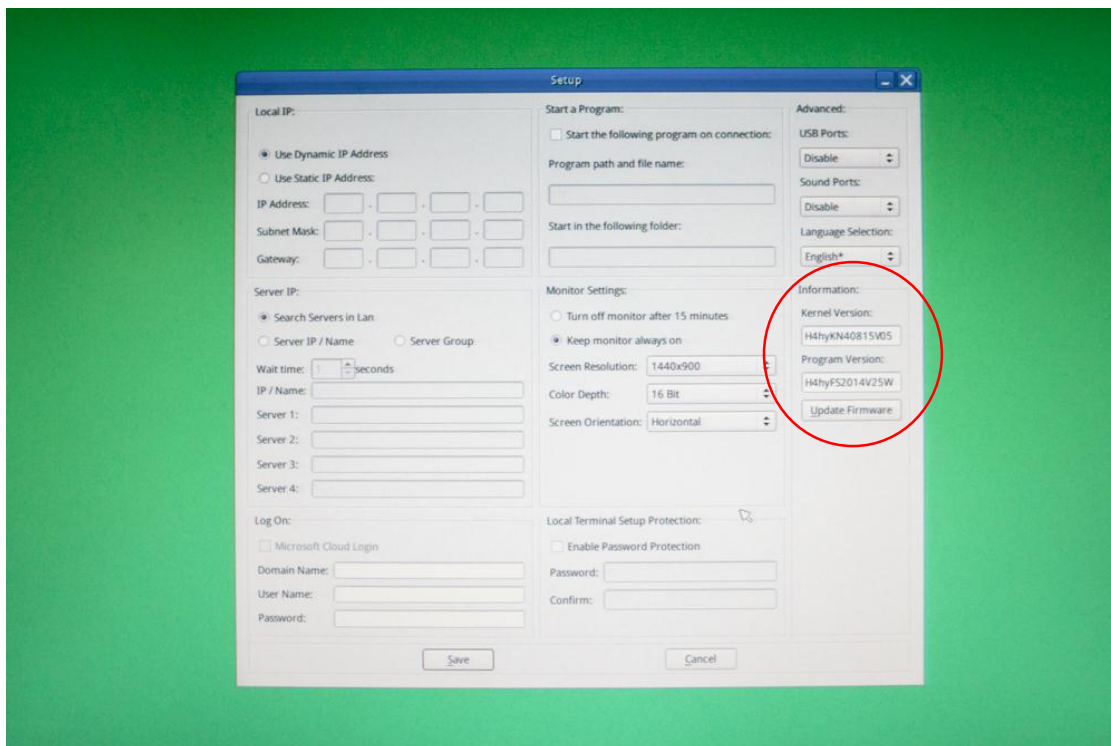 Setup
Local IP:
Use Dynamic IP Address
Use Static IP Address:
IP Address:
Subnet Mask:
Gateway:
Server IP:
Search Servers in Lan
Server IP / Name
Server Group
Wait time: 1 seconds
IP / Name:
Server 1:
Server 2:
Server 3:
Server 4:
Log On:
Microsoft Cloud Login
Domain Name:
User Name:
Password:
Start a Program:
Start the following program on connection:
Program path and file name:
Start in the following folder:
Monitor Settings:
Turn off monitor after 15 minutes
Keep monitor always on
Screen Resolution: 1440x900
Color Depth: 16 Bit
Screen Orientation: Horizontal
Local Terminal Setup Protection:
Enable Password Protection
Password:
Confirm:
Advanced:
USB Ports:
Disable
Sound Ports:
Disable
Language Selection:
English*
Information:
Kernel Version:
H4hyKN40815V05
Program Version:
H4hyFS2014V25W
Update Firmware
Save
Cancel